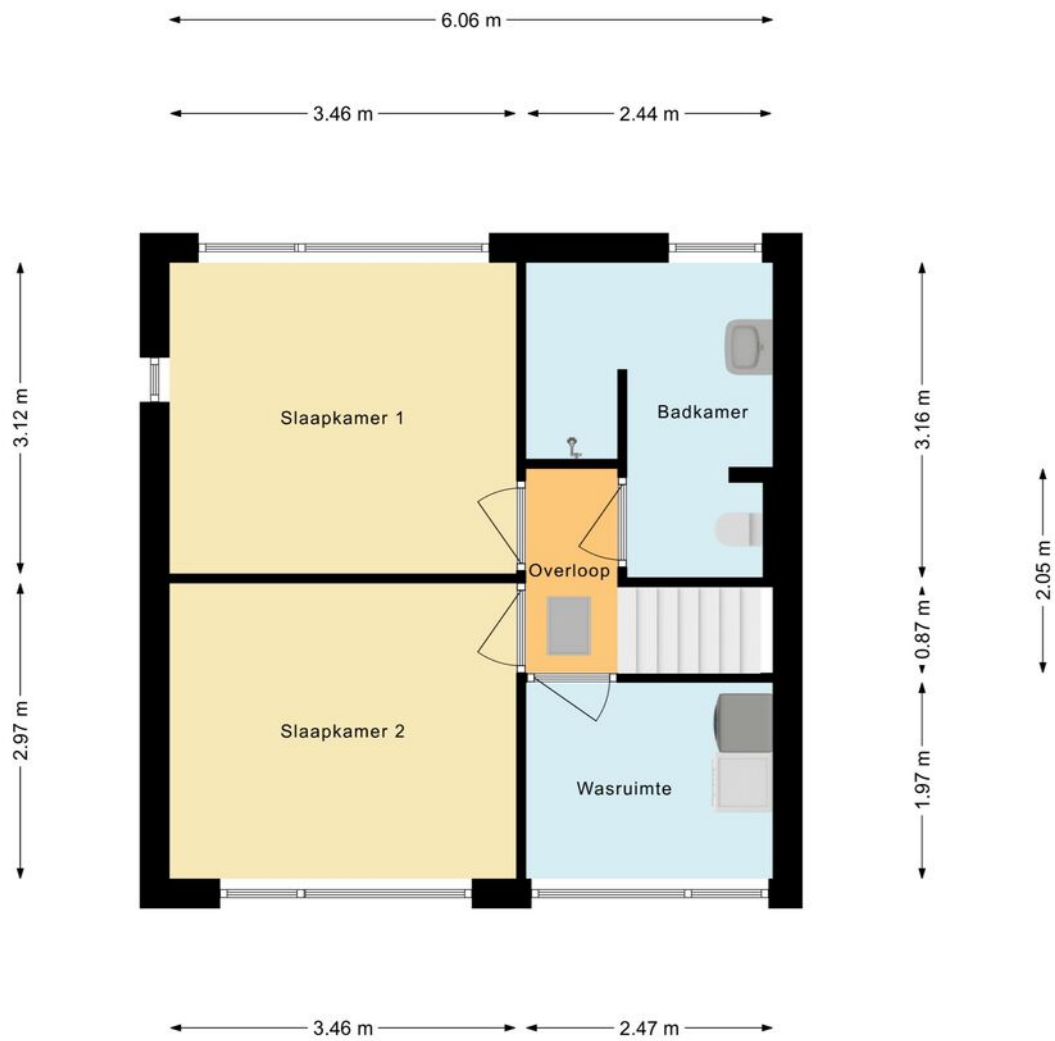 6.06 m
3.46 m
2.44 m
3.12 m
3.16 m
Slaapkamer 1
Badkamer
2.05 m
Overloop
0.87 m
2.97 m
Slaapkamer 2
1.97 m
Wasruimte
3.46 m
2.47 m